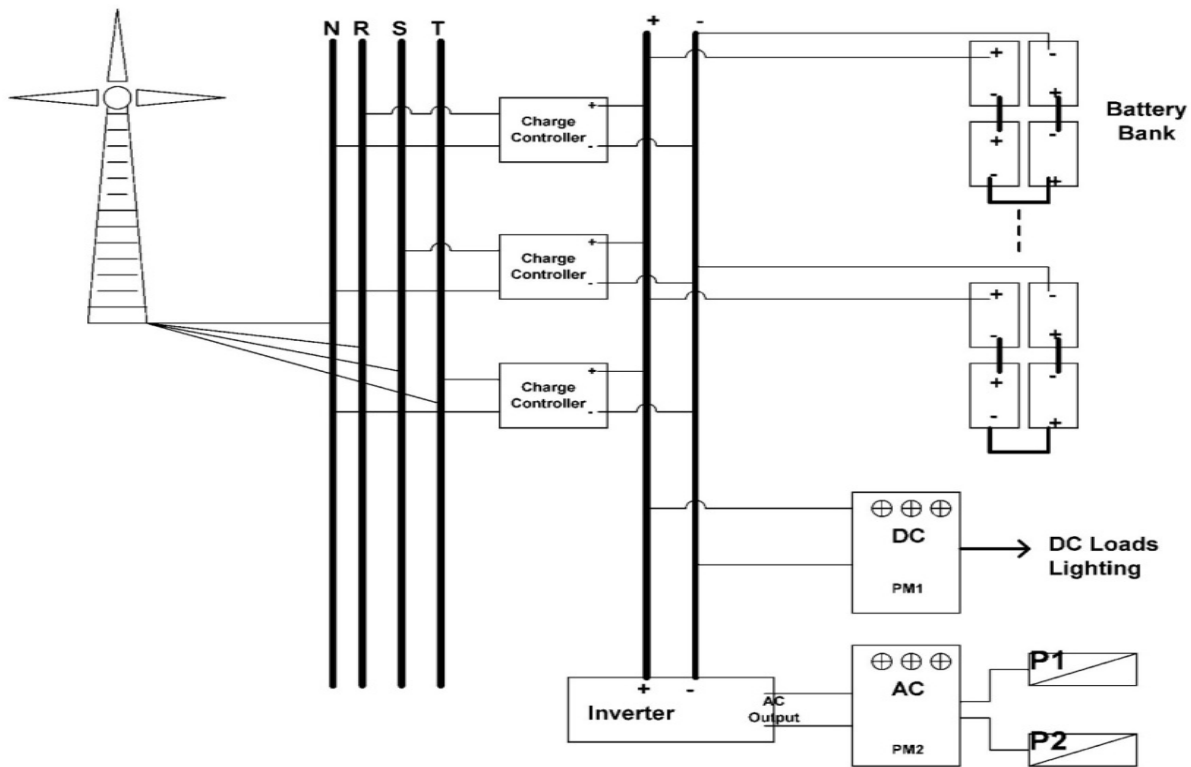 N R S T
+ -
+ Charge
Controller
-
+ Charge
Controller
-
+ Charge
Controller
-
+ -
- +
+ -
- +
Battery
Bank
+ -
- +
+ -
- +
DC
PM1
DC Loads
Lighting
+ -
Inverter
AC
Output
AC
PM2
P1
P2